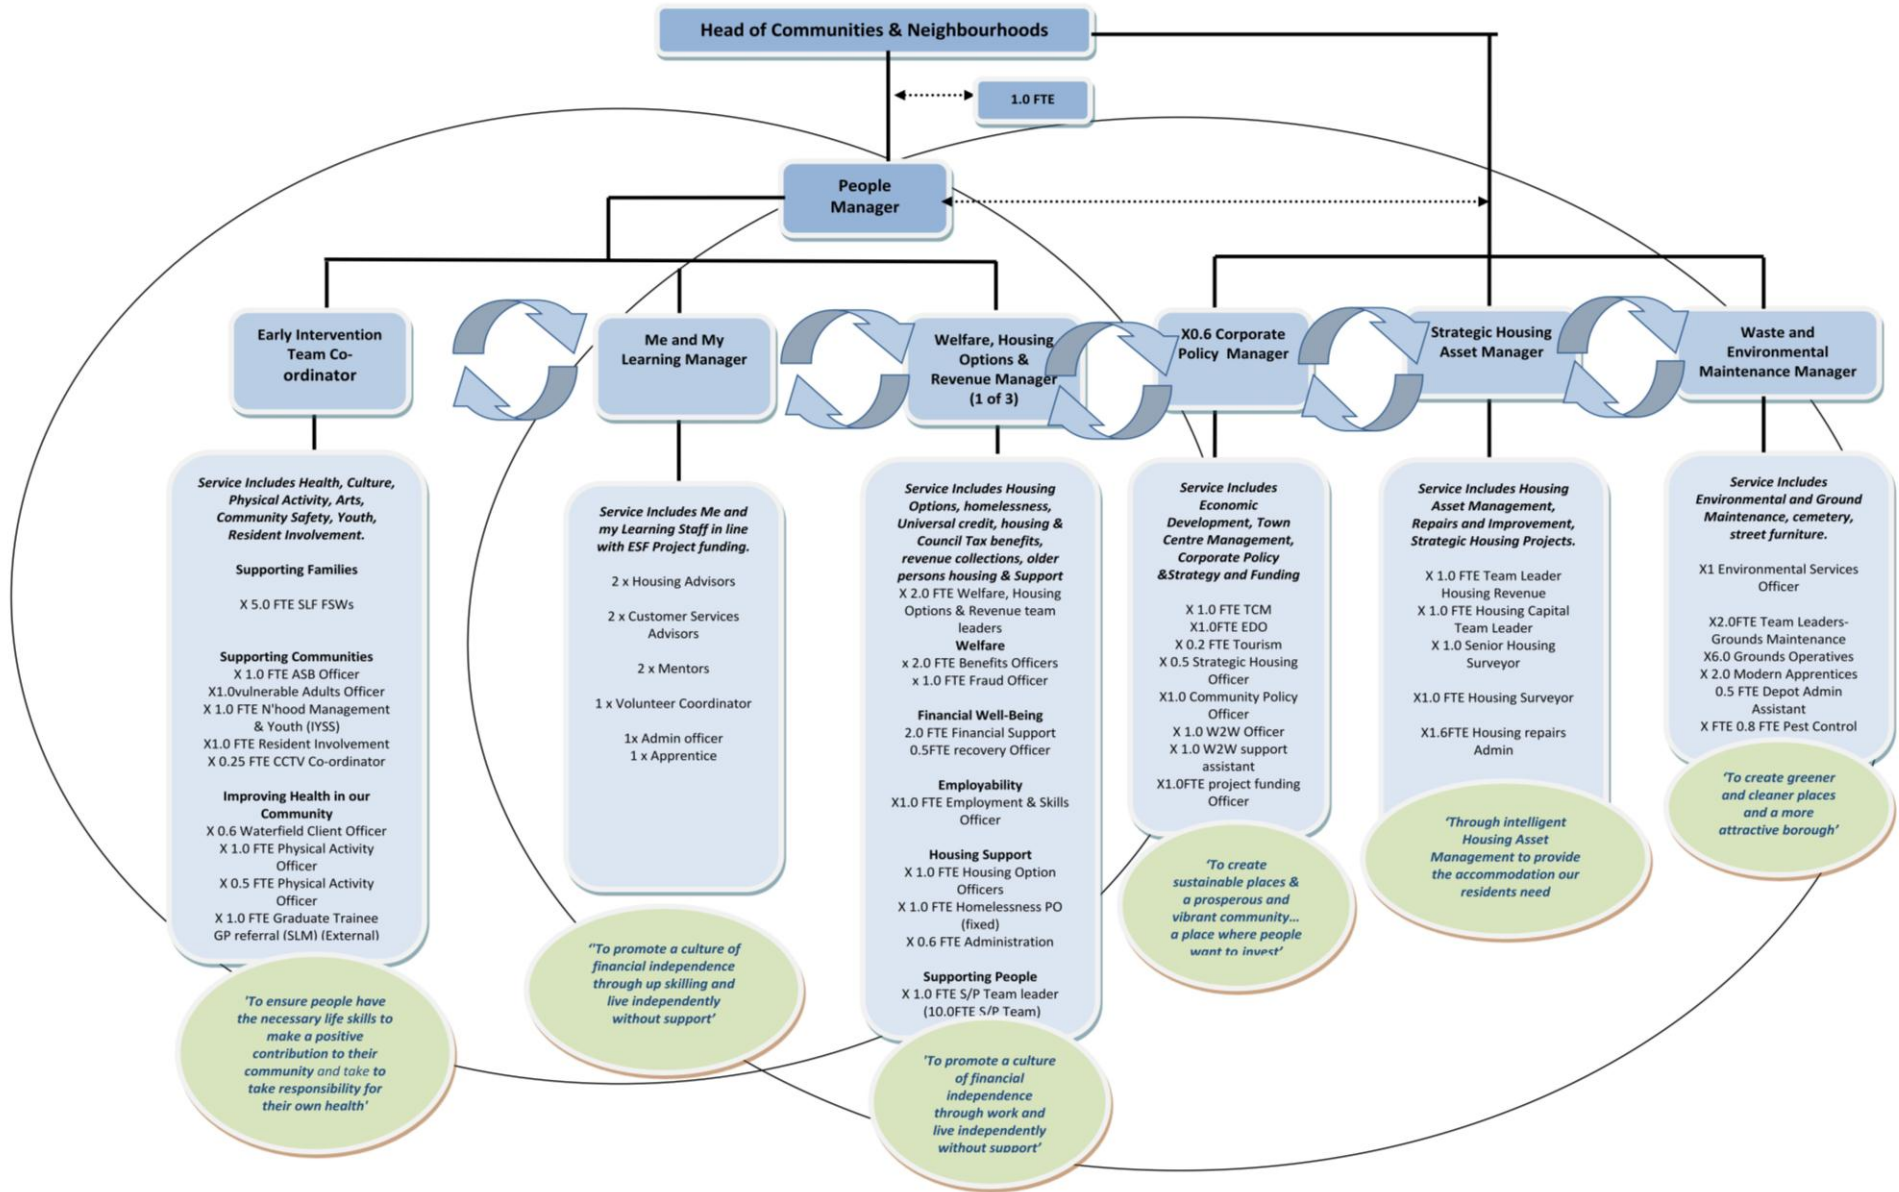 Head of Communities & Neighbourhoods
1.0 FTE
People
Manager
Early Intervention
Team Co-
ordinator
Me and My
Learning Manager
Welfare, Housing
Options &
Revenue Manager
(1 of 3)
X0.6 Corporate
Policy Manager
Strategic Housing
Asset Manager
Waste and
Environmental
Maintenance Manager
Service Includes Health, Culture,
Physical Activity, Arts,
Community Safety, Youth,
Resident Involvement.
Supporting Families
X 5.0 FTE SLF FSWs
Supporting Communities
X 1.0 FTE ASB Officer
X1.0vulnerable Adults Officer
X 1.0 FTE N'hood Management
& Youth (IYSS)
X1.0 FTE Resident Involvement
X 0.25 FTE CCTV Co-ordinator
Improving Health in our
Community
X 0.6 Waterfield Client Officer
X 1.0 FTE Physical Activity
Officer
X 0.5 FTE Physical Activity
Officer
X 1.0 FTE Graduate Trainee
GP referral (SLM) (External)
'To ensure people have
the necessary life skills to
make a positive
contribution to their
community and take to
take responsibility for
their own health'
Service Includes Me and
my Learning Staff in line
with ESF Project funding.
2 x Housing Advisors
2 x Customer Services
Advisors
2 x Mentors
1 x Volunteer Coordinator
1x Admin officer
1 x Apprentice
‘'To promote a culture of
financial independence
through up skilling and
live independently
without support’
Service Includes Housing
Options, homelessness,
Universal credit, housing &
Council Tax benefits,
revenue collections, older
persons housing & Support
X 2.0 FTE Welfare, Housing
Options & Revenue team
leaders
Welfare
x 2.0 FTE Benefits Officers
x 1.0 FTE Fraud Officer
Financial Well-Being
2.0 FTE Financial Support
0.5FTE recovery Officer
Employability
X1.0 FTE Employment & Skills
Officer
Housing Support
X 1.0 FTE Housing Option
Officers
X 1.0 FTE Homelessness PO
(fixed)
X 0.6 FTE Administration
Supporting People
X 1.0 FTE S/P Team leader
(10.0FTE S/P Team)
'To promote a culture
of financial
independence
through work and
live independently
without support’
Service Includes
Economic
Development, Town
Centre Management,
Corporate Policy
&Strategy and Funding
X 1.0 FTE TCM
X1.0FTE EDO
X 0.2 FTE Tourism
X 0.5 Strategic Housing
Officer
X1.0 Community Policy
Officer
X 1.0 W2W Officer
X 1.0 W2W support
assistant
X1.0FTE project funding
Officer
‘To create
sustainable places &
a prosperous and
vibrant community...
a place where people
want to invest’
Service Includes Housing
Asset Management,
Repairs and Improvement,
Strategic Housing Projects.
X 1.0 FTE Team Leader
Housing Revenue
X 1.0 FTE Housing Capital
Team Leader
X 1.0 Senior Housing
Surveyor
X1.0 FTE Housing Surveyor
X1.6FTE Housing repairs
Admin
‘Through intelligent
Housing Asset
Management to provide
the accommodation our
residents need
Service Includes
Environmental and Ground
Maintenance, cemetery,
street furniture.
X1 Environmental Services
Officer
X2.0FTE Team Leaders-
Grounds Maintenance
X6.0 Grounds Operatives
X 2.0 Modern Apprentices
0.5 FTE Depot Admin
Assistant
X FTE 0.8 FTE Pest Control
‘To create greener
and cleaner places
and a more
attractive borough’